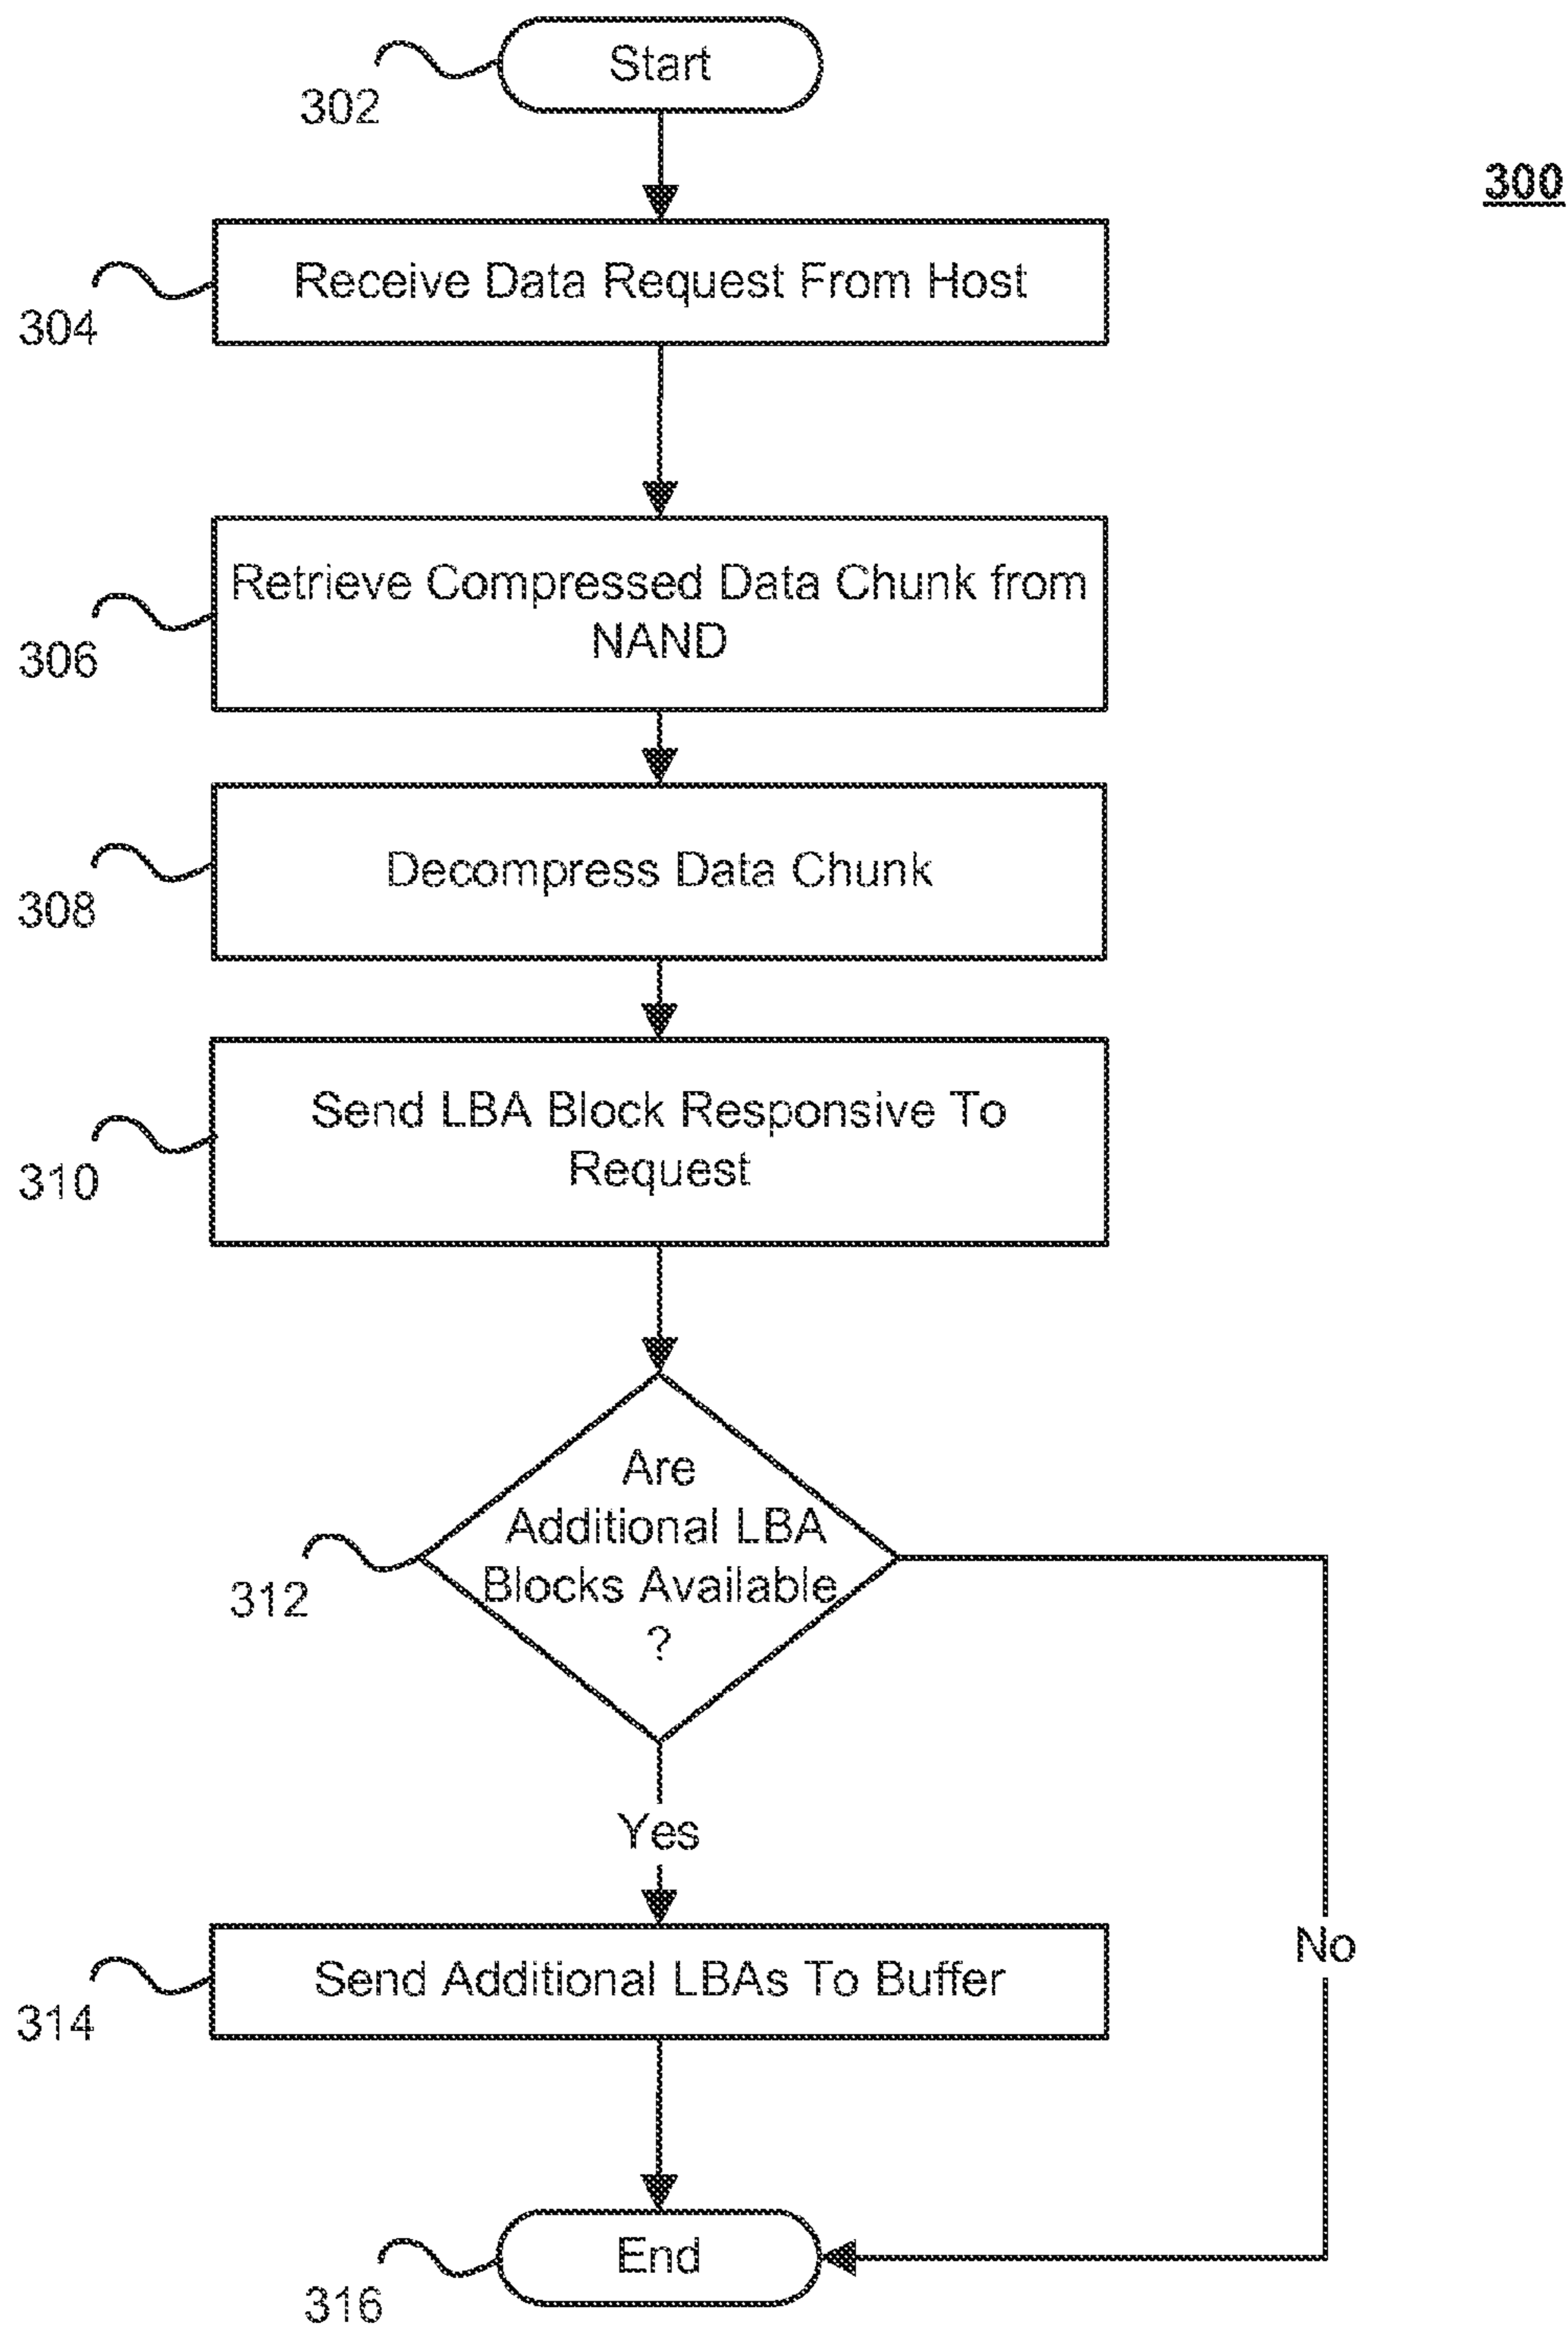 Start
302
300
Receive Data Request From Host
304
Retrieve Compressed Data Chunk from
NAND
306
Decompress Data Chunk
308
Send LBA Block Responsive To
Request
310
Are
Additional LBA
Blocks Available
?
312
Yes
No
Send Additional LBAs To Buffer
314
End
316